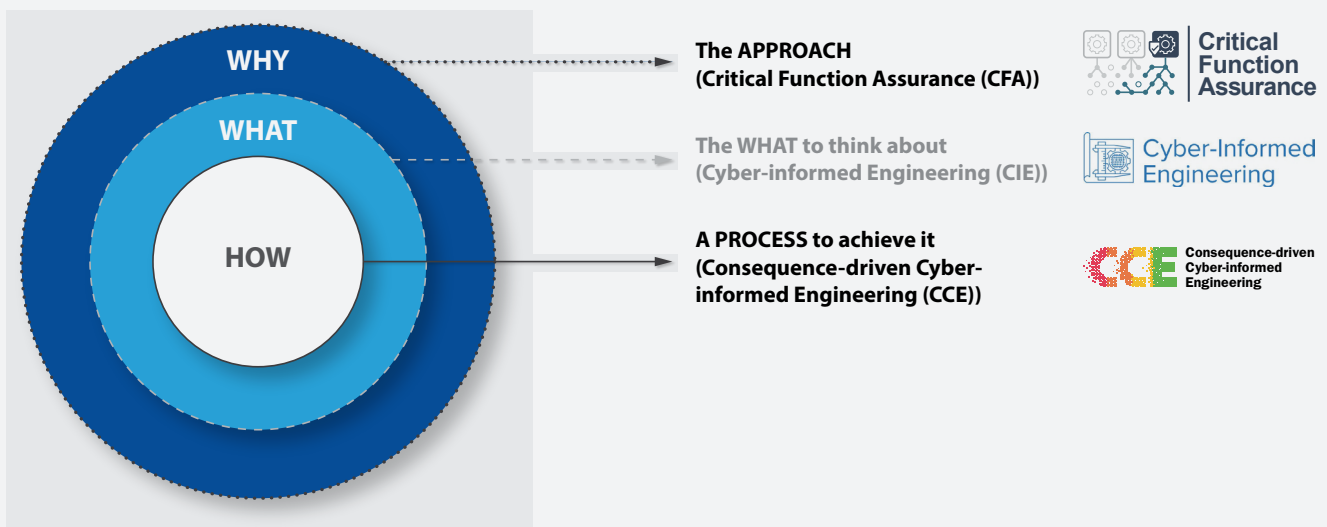 WHY
The APPROACH
(Critical Function Assurance (CFA))
Critical
Function
Assurance
WHAT
The WHAT to think about
(Cyber-informed Engineering (CIE))
Cyber-Informed
Engineering
HOW
A PROCESS to achieve it
(Consequence-driven Cyber-
informed Engineering (CCE))
CCE
Consequence-driven
Cyber-informed
Engineering